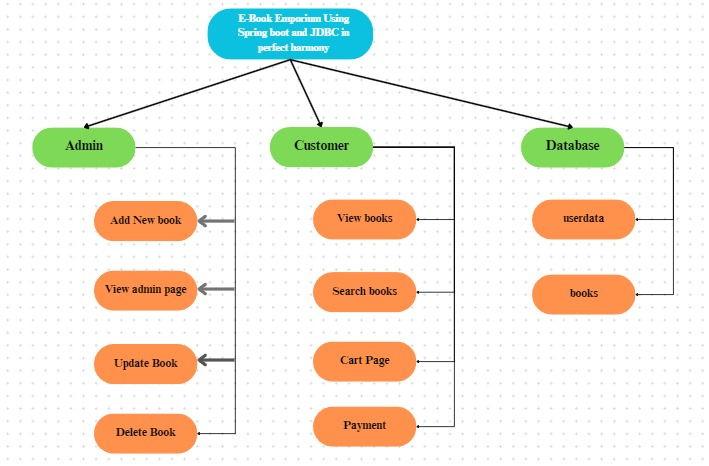 E-Book Emporium Using
Spring boot and JDBC in
perfect harmony
Admin
Customer
Database
Add New book
View admin page
Update Book
Delete Book
View books
Search books
Cart Page
Payment
userdata
books